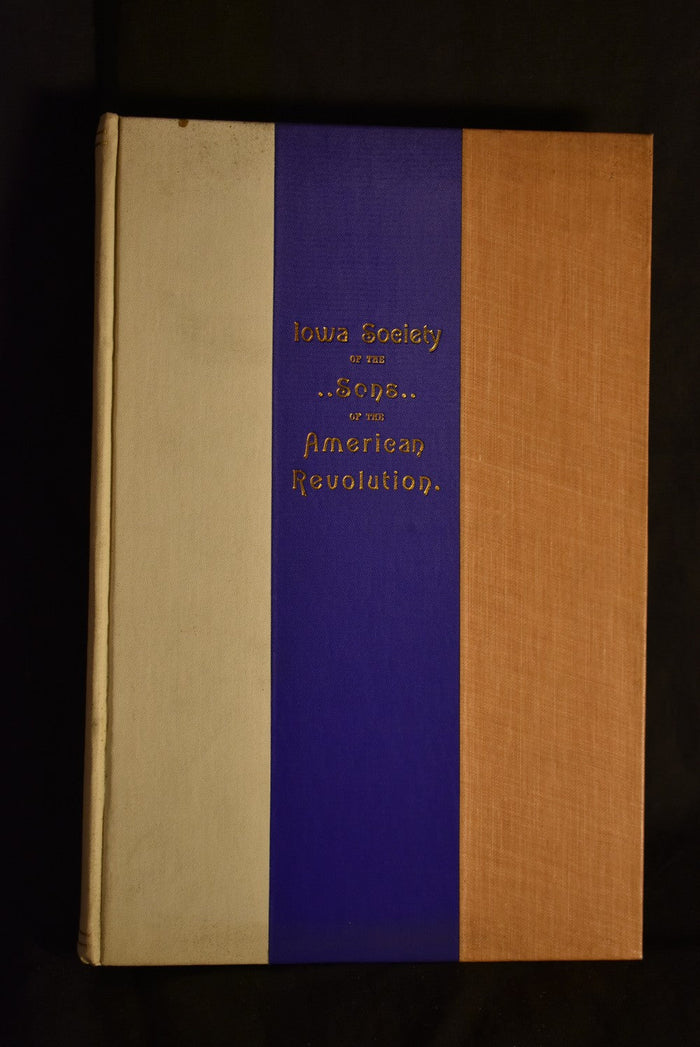 Iowa Society
OF THE
..Sons..
OF THE
American
Revolution.